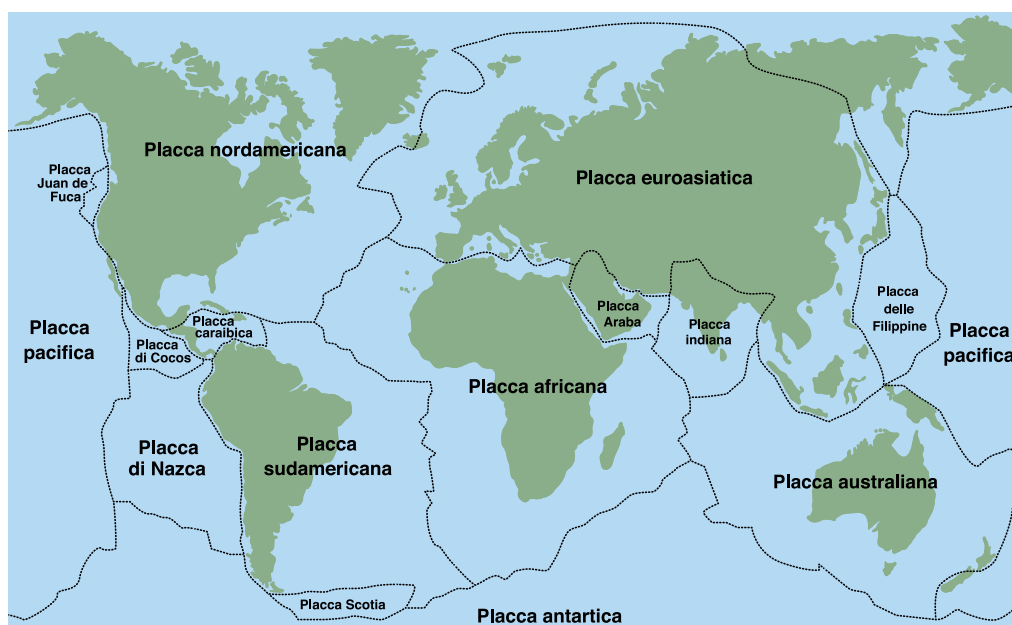 Placca nordamericana
Placca
Juan de
Fuca
Placca euroasiatica
Placca
pacifica
Placca
caraibica
Placca
di Cocos
Placca
Araba
Placca
indiana
Placca
delle
Filippine
Placca
pacifica
Placca africana
Placca
di Nazca
Placca
sudamericana
Placca australiana
Placca Scotia
Placca antartica